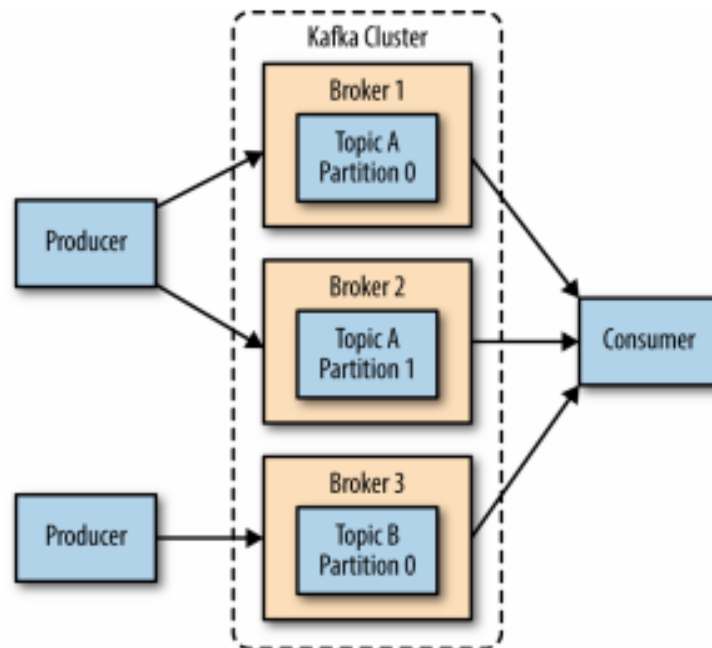 Kafka Cluster
Broker 1
Topic A
Partition 0
Producer
Broker 2
Topic A
Partition 1
Consumer
Broker 3
Topic B
Partition 0
Producer